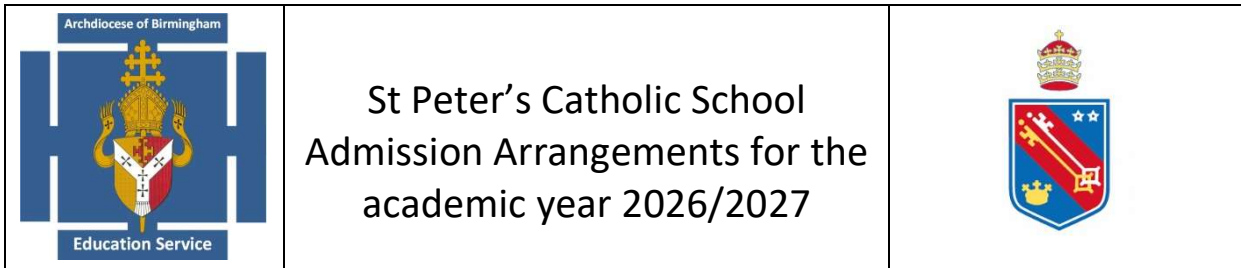 Archdiocese of Birmingham
Education Service
St Peter’s Catholic School
Admission Arrangements for the
academic year 2026/2027